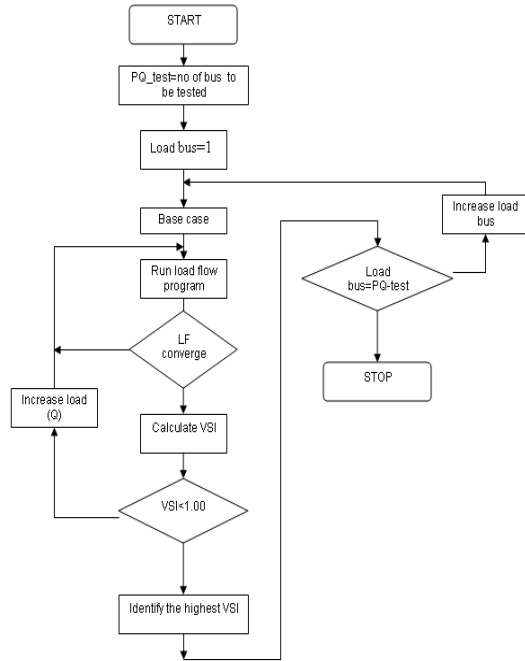 START
PQ_test=no of bus to
be tested
Load bus=1
Base case
Run load flow
program
LF
converge
Increase load
(Q)
Calculate VSI
VSI<1.00
Identify the highest VSI
Increase load
bus
Load
bus=PQ-test
STOP